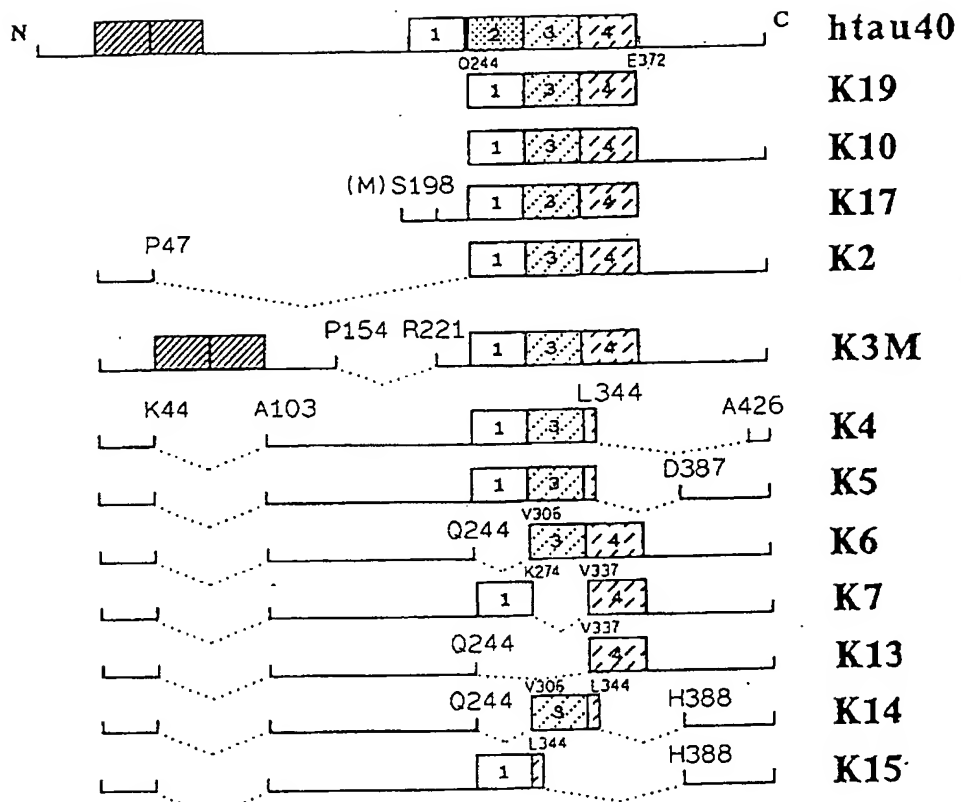 N C htau40
1 2 3 4
Q244 E372
1 3 4 K19
1 3 4 K10
(M)S198
1 3 4 K17
P47
1 3 4 K2
P154 R221
1 3 4 K3M
L344
K44 A103 A426
1 3 K4
D387
1 3 K5
V306
Q244
3 4 K6
K274 V337
1 4 K7
V337
Q244
4 K13
V306 L344
Q244 H388
3 K14
L344
H388
1 K15